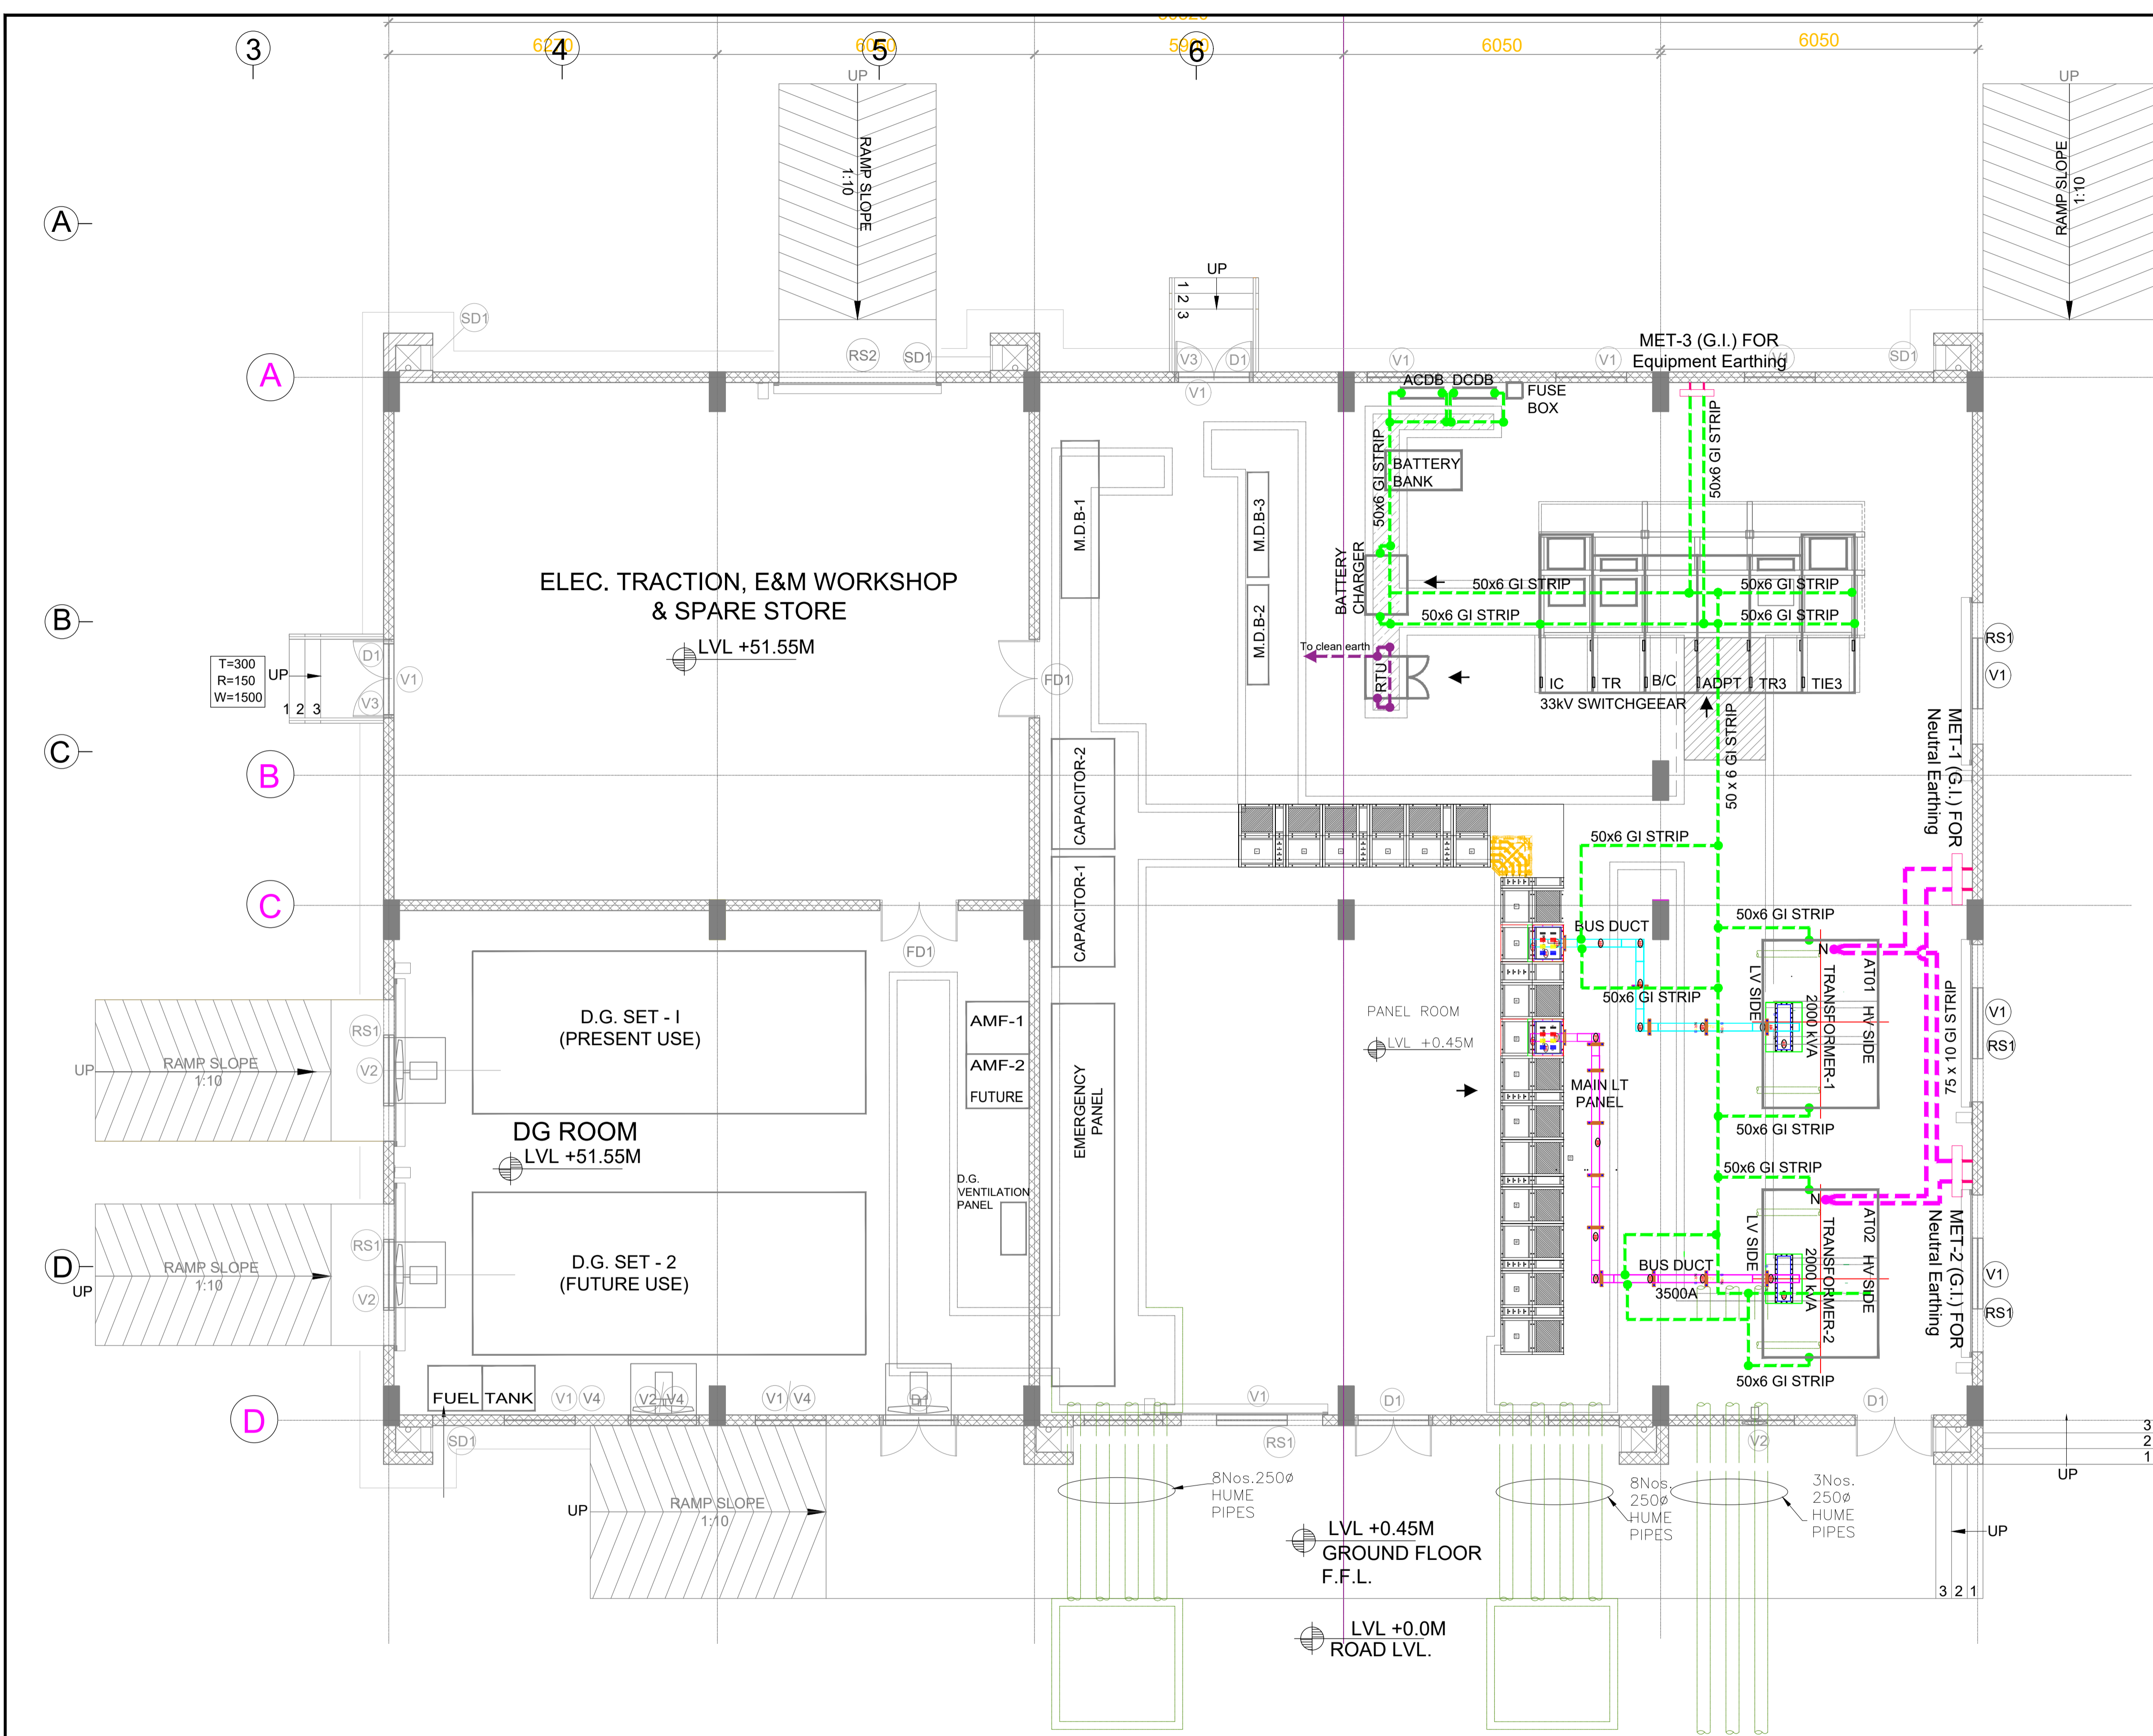 3
4
5
6
6270
6050
6050
6050
UP
UP
RAMP SLOPE
1:10
RAMP SLOPE
1:10
A
UP
1 2 3
SD1
RS2
SD1
V3
D1
V1
V1
V1
MET-3 (G.I.) FOR
Equipment Earthing
V1
SD1
A
ACDB
DCDB
FUSE
BOX
50x6 GI STRIP
50x6 GI STRIP
BATTERY
BANK
M.D.B-1
M.D.B-3
M.D.B-2
BATTERY
CHARGER
50x6 GI STRIP
50x6 GI STRIP
50x6 GI STRIP
50x6 GI STRIP
ELEC. TRACTION, E&M WORKSHOP
& SPARE STORE
LVL +51.55M
B
T=300
R=150
W=1500
UP
1 2 3
D1
V3
V1
FD1
To clean earth
RTU
IC
TR
B/C
ADPT
TR3
TIE3
33kV SWITCHGEEAR
50 x 6 GI STRIP
RS1
V1
MET-1 (G.I.) FOR
Neutral Earthing
C
B
CAPACITOR-2
CAPACITOR-1
50x6 GI STRIP
C
50x6 GI STRIP
BUS DUCT
50x6 GI STRIP
FD1
N
LV SIDE
2000 kVA
TRANSFORMER-1
AT01 HV SIDE
75 x 10 GI STRIP
V1
RS1
D.G. SET - I
(PRESENT USE)
AMF-1
AMF-2
FUTURE
PANEL ROOM
LVL +0.45M
EMERGENCY
PANEL
MAIN LT
PANEL
50x6 GI STRIP
RS1
V2
UP
RAMP SLOPE
1:10
DG ROOM
LVL +51.55M
D.G.
VENTILATION
PANEL
50x6 GI STRIP
N
LV SIDE
2000 kVA
TRANSFORMER-2
AT02 HV SIDE
MET-2 (G.I.) FOR
Neutral Earthing
D
RS1
V2
UP
RAMP SLOPE
1:10
D.G. SET - 2
(FUTURE USE)
BUS DUCT
3500A
V1
RS1
50x6 GI STRIP
FUEL TANK
V1
V4
V2
V4
V1
V4
D1
V1
D1
D1
D
SD1
RS1
V2
3
2
1
UP
8Nos.250ø
HUME
PIPES
8Nos.
250ø
HUME
PIPES
3Nos.
250ø
HUME
PIPES
UP
RAMP SLOPE
1:10
LVL +0.45M
GROUND FLOOR
F.F.L.
UP
3 2 1
LVL +0.0M
ROAD LVL.